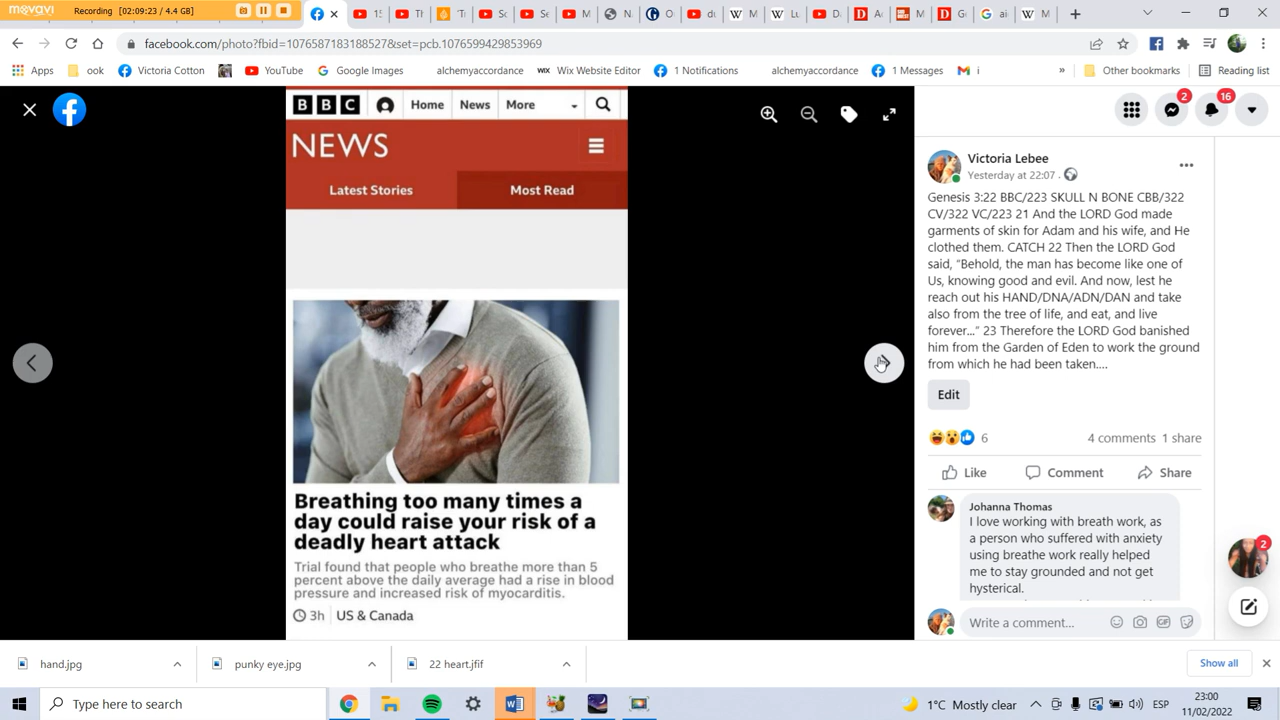 movavi
Recording [02:09:23 / 4.4 GB]
15
Th
"T
So
Se
M
N
O
du
M
Lu
D
Ac
M
G
ai
M
facebook.com/photo?fbid=1076587183188527&set=pcb.1076599429853969
Apps
ook
Victoria Cotton
YouTube
Google Images
alchemyaccordance
Wix Website Editor
1 Notifications
alchemyaccordance
1 Messages
i
»
Other bookmarks
Reading list
BBC
Home
News
More
NEWS
Latest Stories
Most Read
Breathing too many times a
day could raise your risk of a
deadly heart attack
Trial found that people who breathe more than 5
percent above the daily average had a rise in blood
pressure and increased risk of myocarditis.
3h
US & Canada
2
16
Victoria Lebee
Yesterday at 22:07 ·
Genesis 3:22 BBC/223 SKULL N BONE CBB/322
CV/322 VC/223 21 And the LORD God made
garments of skin for Adam and his wife, and He
clothed them. CATCH 22 Then the LORD God
said, “Behold, the man has become like one of
Us, knowing good and evil. And now, lest he
reach out his HAND/DNA/ADN/DAN and take
also from the tree of life, and eat, and live
forever...” 23 Therefore the LORD God banished
him from the Garden of Eden to work the ground
from which he had been taken....
Edit
6
4 comments 1 share
Like
Comment
Share
Johanna Thomas
I love working with breath work, as
a person who suffered with anxiety
using breathe work really helped
me to stay grounded and not get
hysterical.
2
Write a comment...
hand.jpg
punky eye.jpg
22 heart.jfif
Show all
Type here to search
1°C Mostly clear
ESP
23:00
11/02/2022